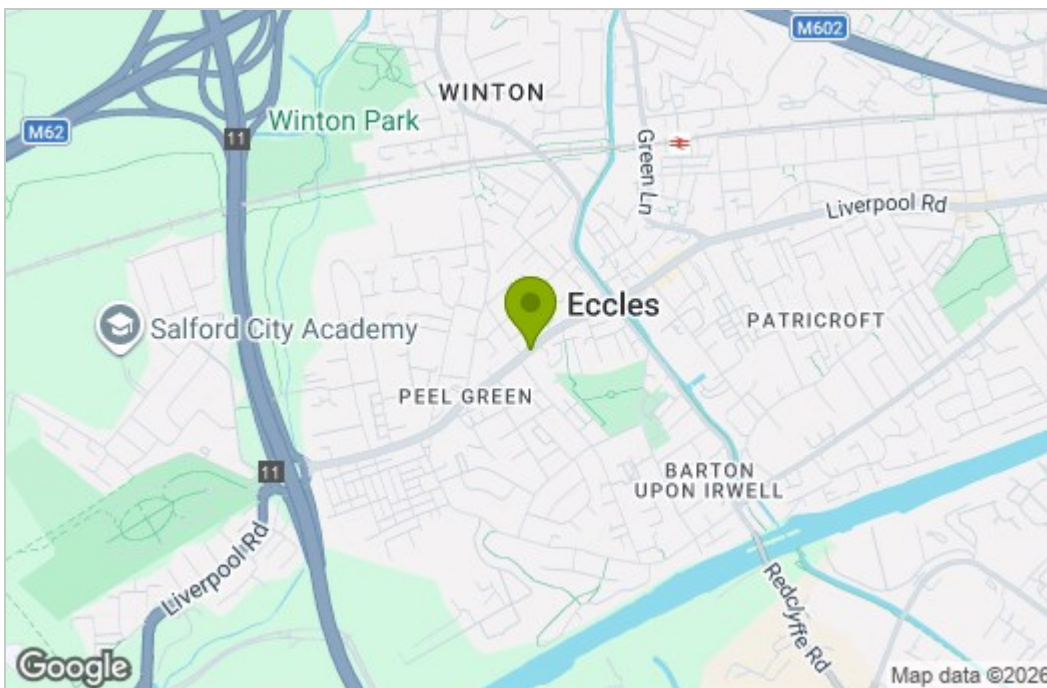 M602
WINTON
M62
11
Winton Park
Green Ln
Liverpool Rd
Eccles
Salford City Academy
PATRICROFT
PEEL GREEN
11
BARTON
UPON IRWELL
Liverpool Rd
Redclyffe Rd
Google
Map data ©2026